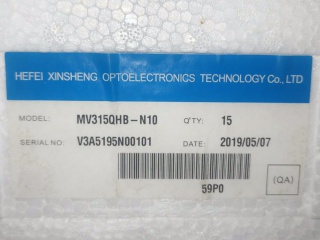 HEFEI XINSHENG OPTOELECTRONICS TECHNOLOGY Co., LTD
MODEL: MV315QHB-N10 Q'TY: 15
SERIAL NO: V3A5195N00101 DATE: 2019/05/07
59P0
(QA)